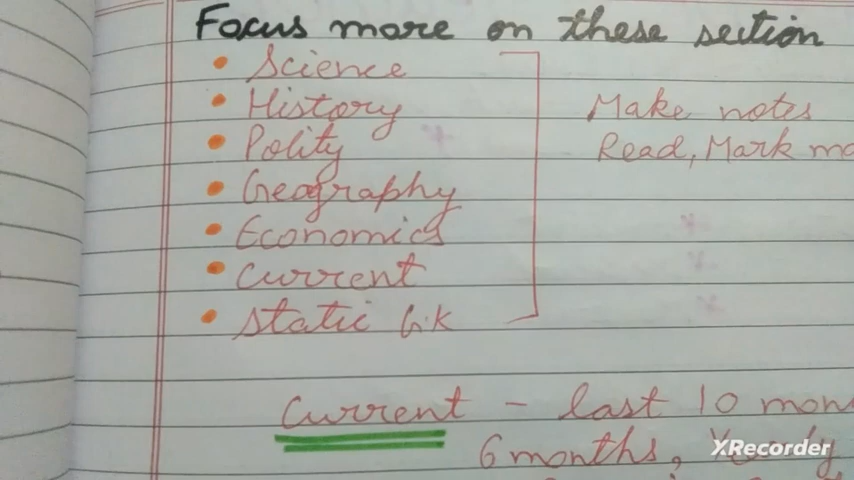 Focus more on these section
• Science
• History
• Polity
• Geography
• Economics
• Current
• Static G.K
Make notes
Read, Mark
Current - last 10
6 months, Yearly
XRecorder